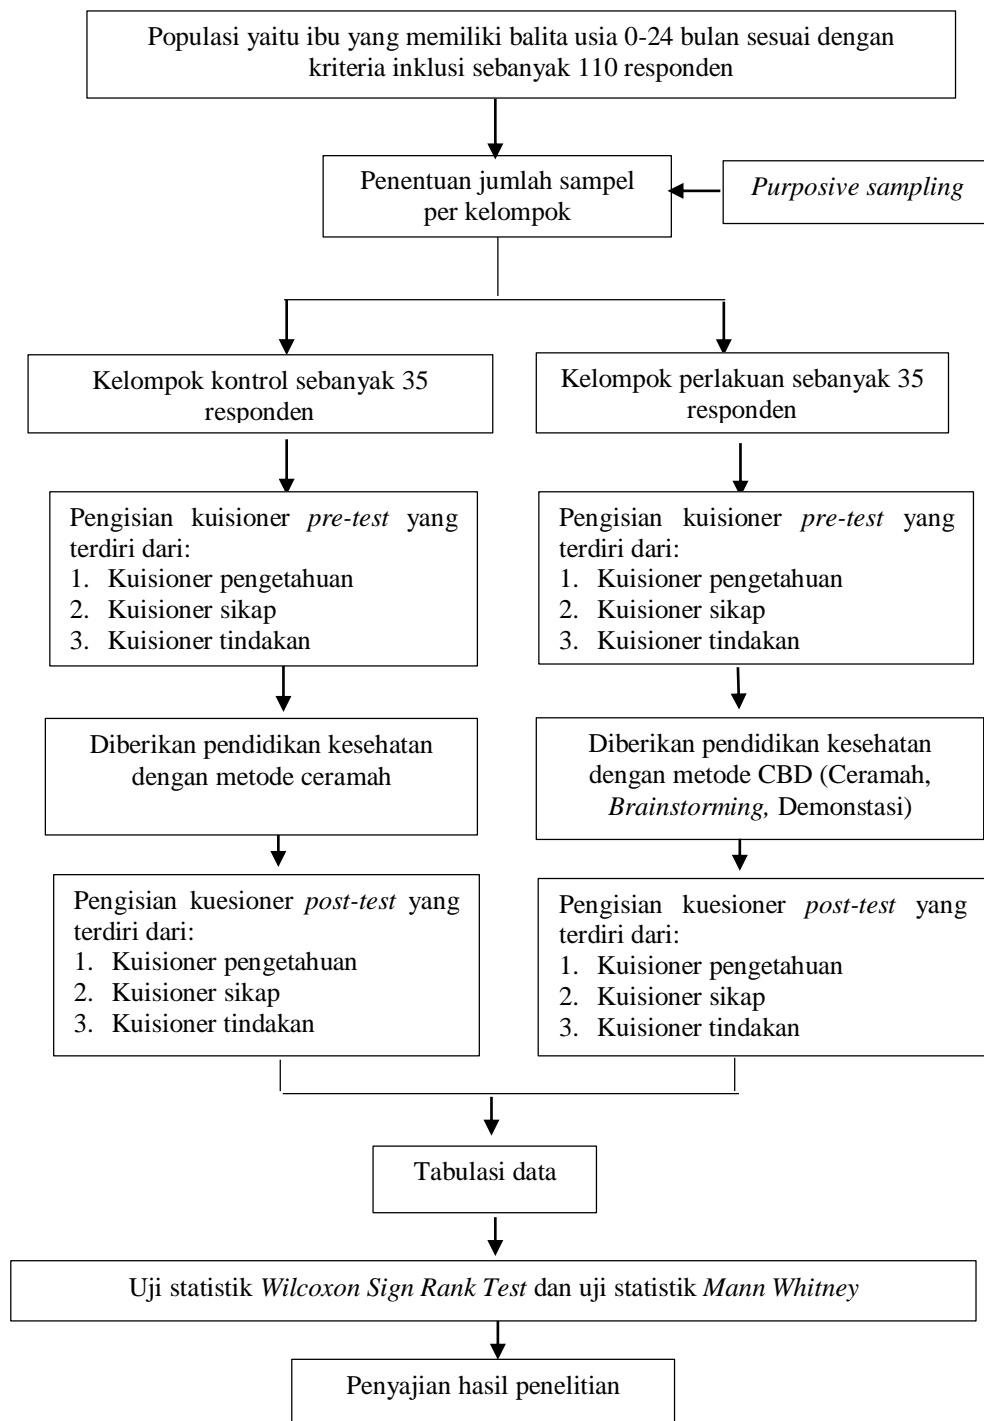 Populasi yaitu ibu yang memiliki balita usia 0-24 bulan sesuai dengan
kriteria inklusi sebanyak 110 responden
Penentuan jumlah sampel
per kelompok
Purposive sampling
Kelompok kontrol sebanyak 35
responden
Kelompok perlakuan sebanyak 35
responden
Pengisian kuisioner pre-test yang
terdiri dari:
1. Kuisioner pengetahuan
2. Kuisioner sikap
3. Kuisioner tindakan
Pengisian kuisioner pre-test yang
terdiri dari:
1. Kuisioner pengetahuan
2. Kuisioner sikap
3. Kuisioner tindakan
Diberikan pendidikan kesehatan
dengan metode ceramah
Diberikan pendidikan kesehatan
dengan metode CBD (Ceramah,
Brainstorming, Demonstasi)
Pengisian kuesioner post-test yang
terdiri dari:
1. Kuisioner pengetahuan
2. Kuisioner sikap
3. Kuisioner tindakan
Pengisian kuesioner post-test yang
terdiri dari:
1. Kuisioner pengetahuan
2. Kuisioner sikap
3. Kuisioner tindakan
Tabulasi data
Uji statistik Wilcoxon Sign Rank Test dan uji statistik Mann Whitney
Penyajian hasil penelitian